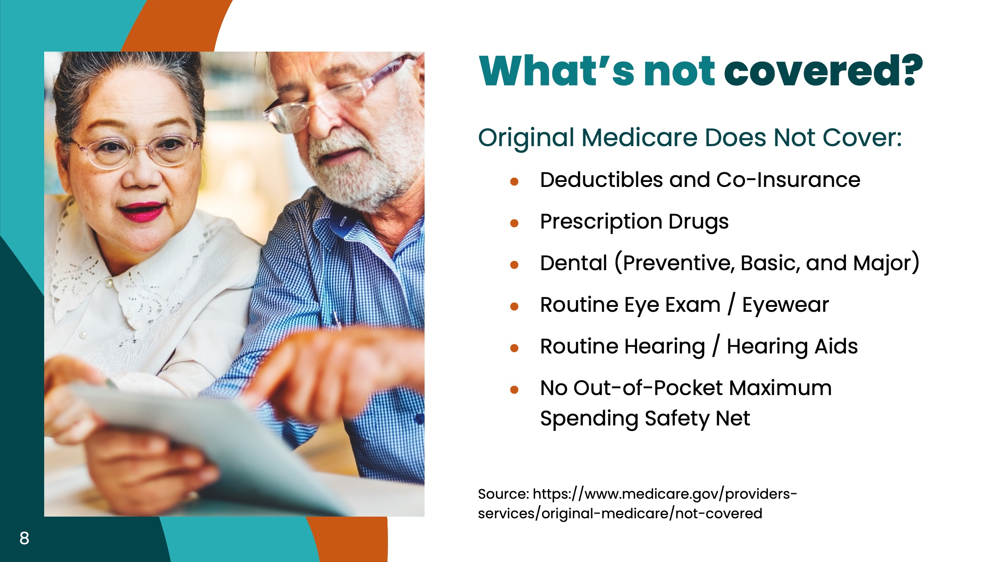 What’s not covered?
Original Medicare Does Not Cover:
● Deductibles and Co-Insurance
● Prescription Drugs
● Dental (Preventive, Basic, and Major)
● Routine Eye Exam / Eyewear
● Routine Hearing / Hearing Aids
● No Out-of-Pocket Maximum
Spending Safety Net
Source: https://www.medicare.gov/providers-
services/original-medicare/not-covered
8